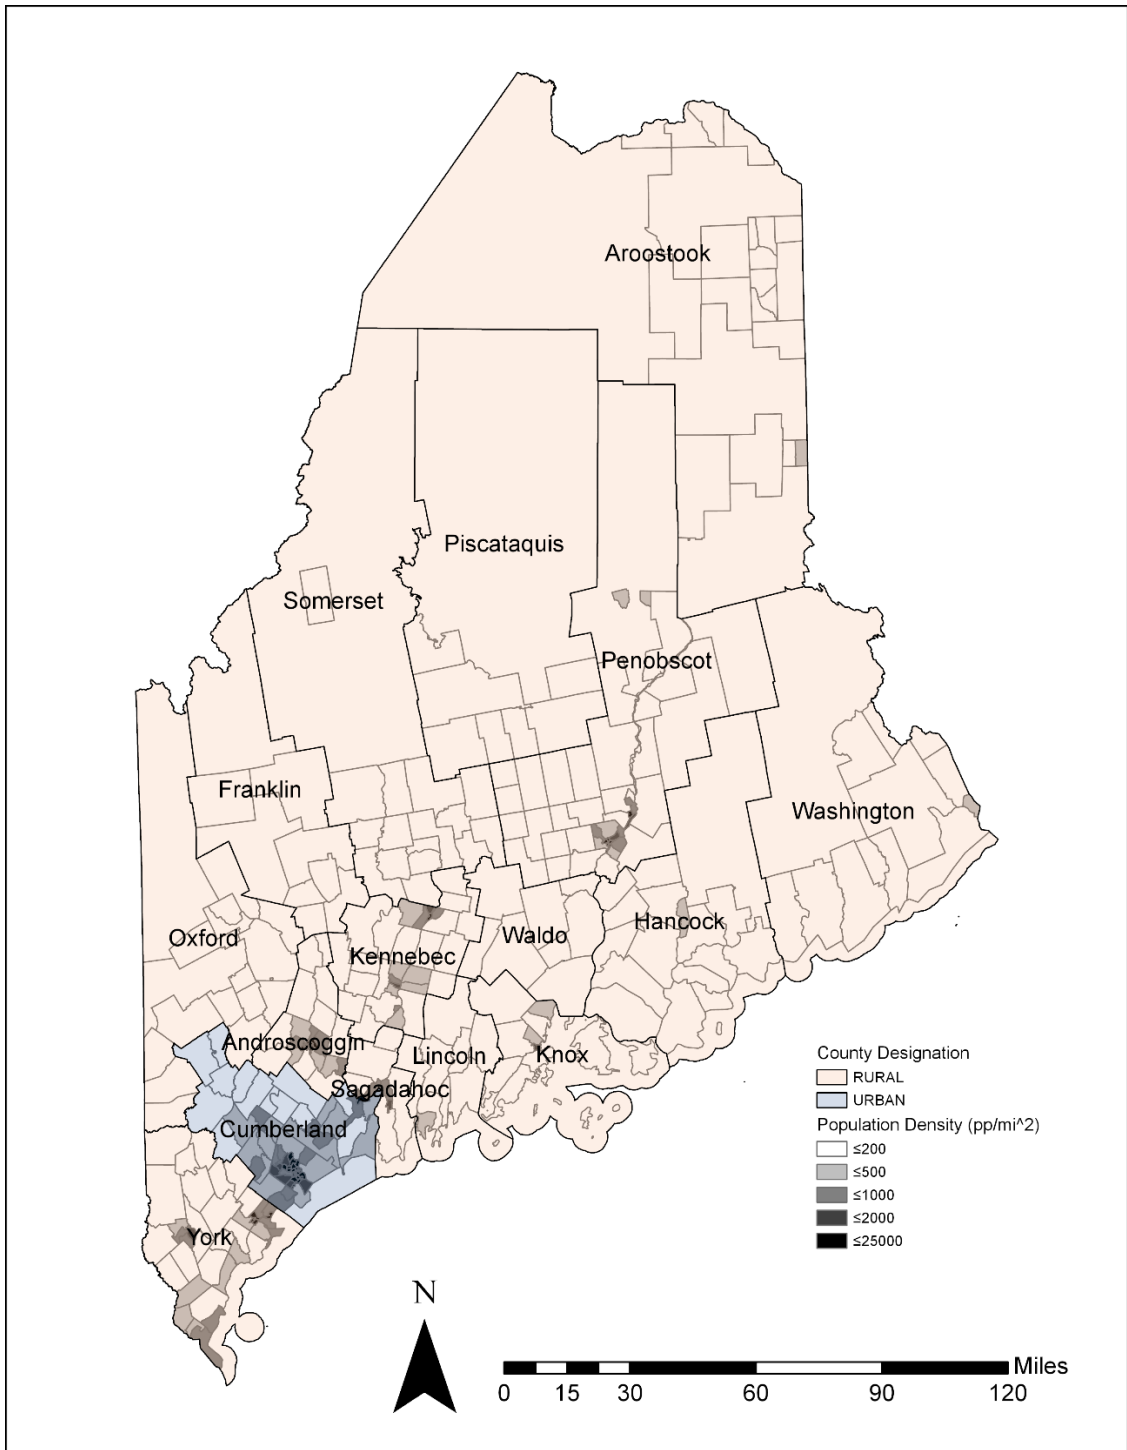 Aroostook
Piscataquis
Somerset
Penobscot
Franklin
Washington
Oxford
Hancock
Waldo
Kennebec
Androscoggin
Lincoln
Knox
Sagadahoc
Cumberland
York
County Designation
RURAL
URBAN
Population Density (pp/mi^2)
≤200
≤500
≤1000
≤2000
≤25000
N
Miles
0 15 30 60 90 120